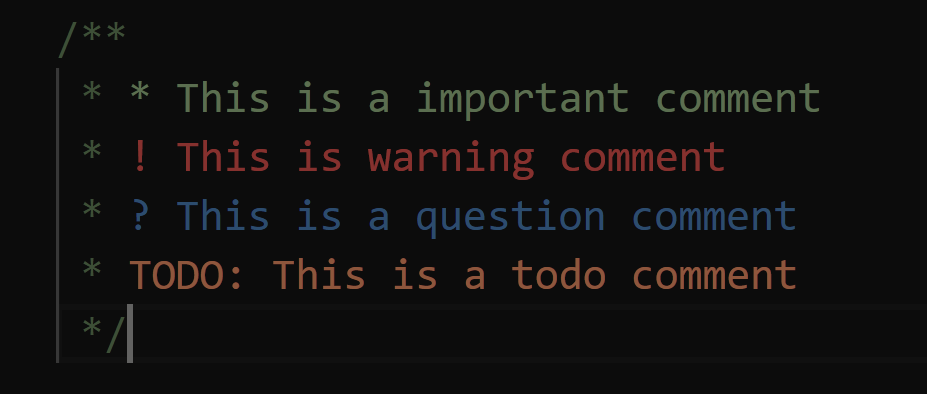 /**
 * * This is a important comment
 * ! This is warning comment
 * ? This is a question comment
 * TODO: This is a todo comment
 */